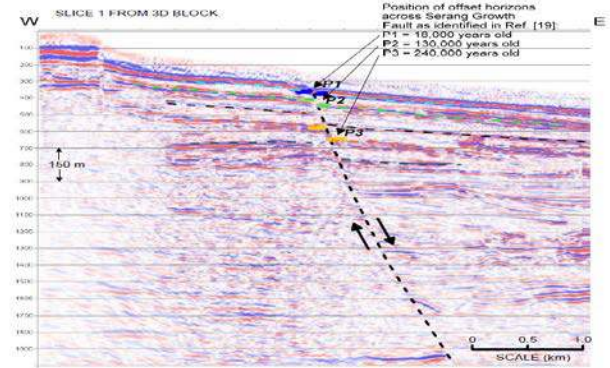 SLICE 1 FROM 3D BLOCK
Position of offset horizons
across Serang Growth
Fault as identified in Ref. [19]:
P1 = 18,000 years old
P2 = 130,000 years old
P3 = 240,000 years old
W
E
100
200
300
400
500
600
700
800
900
1000
1100
1200
1300
1400
1500
1600
1700
1800
1900
P1
P2
P3
150 m
0 0.5 1.0
SCALE (km)